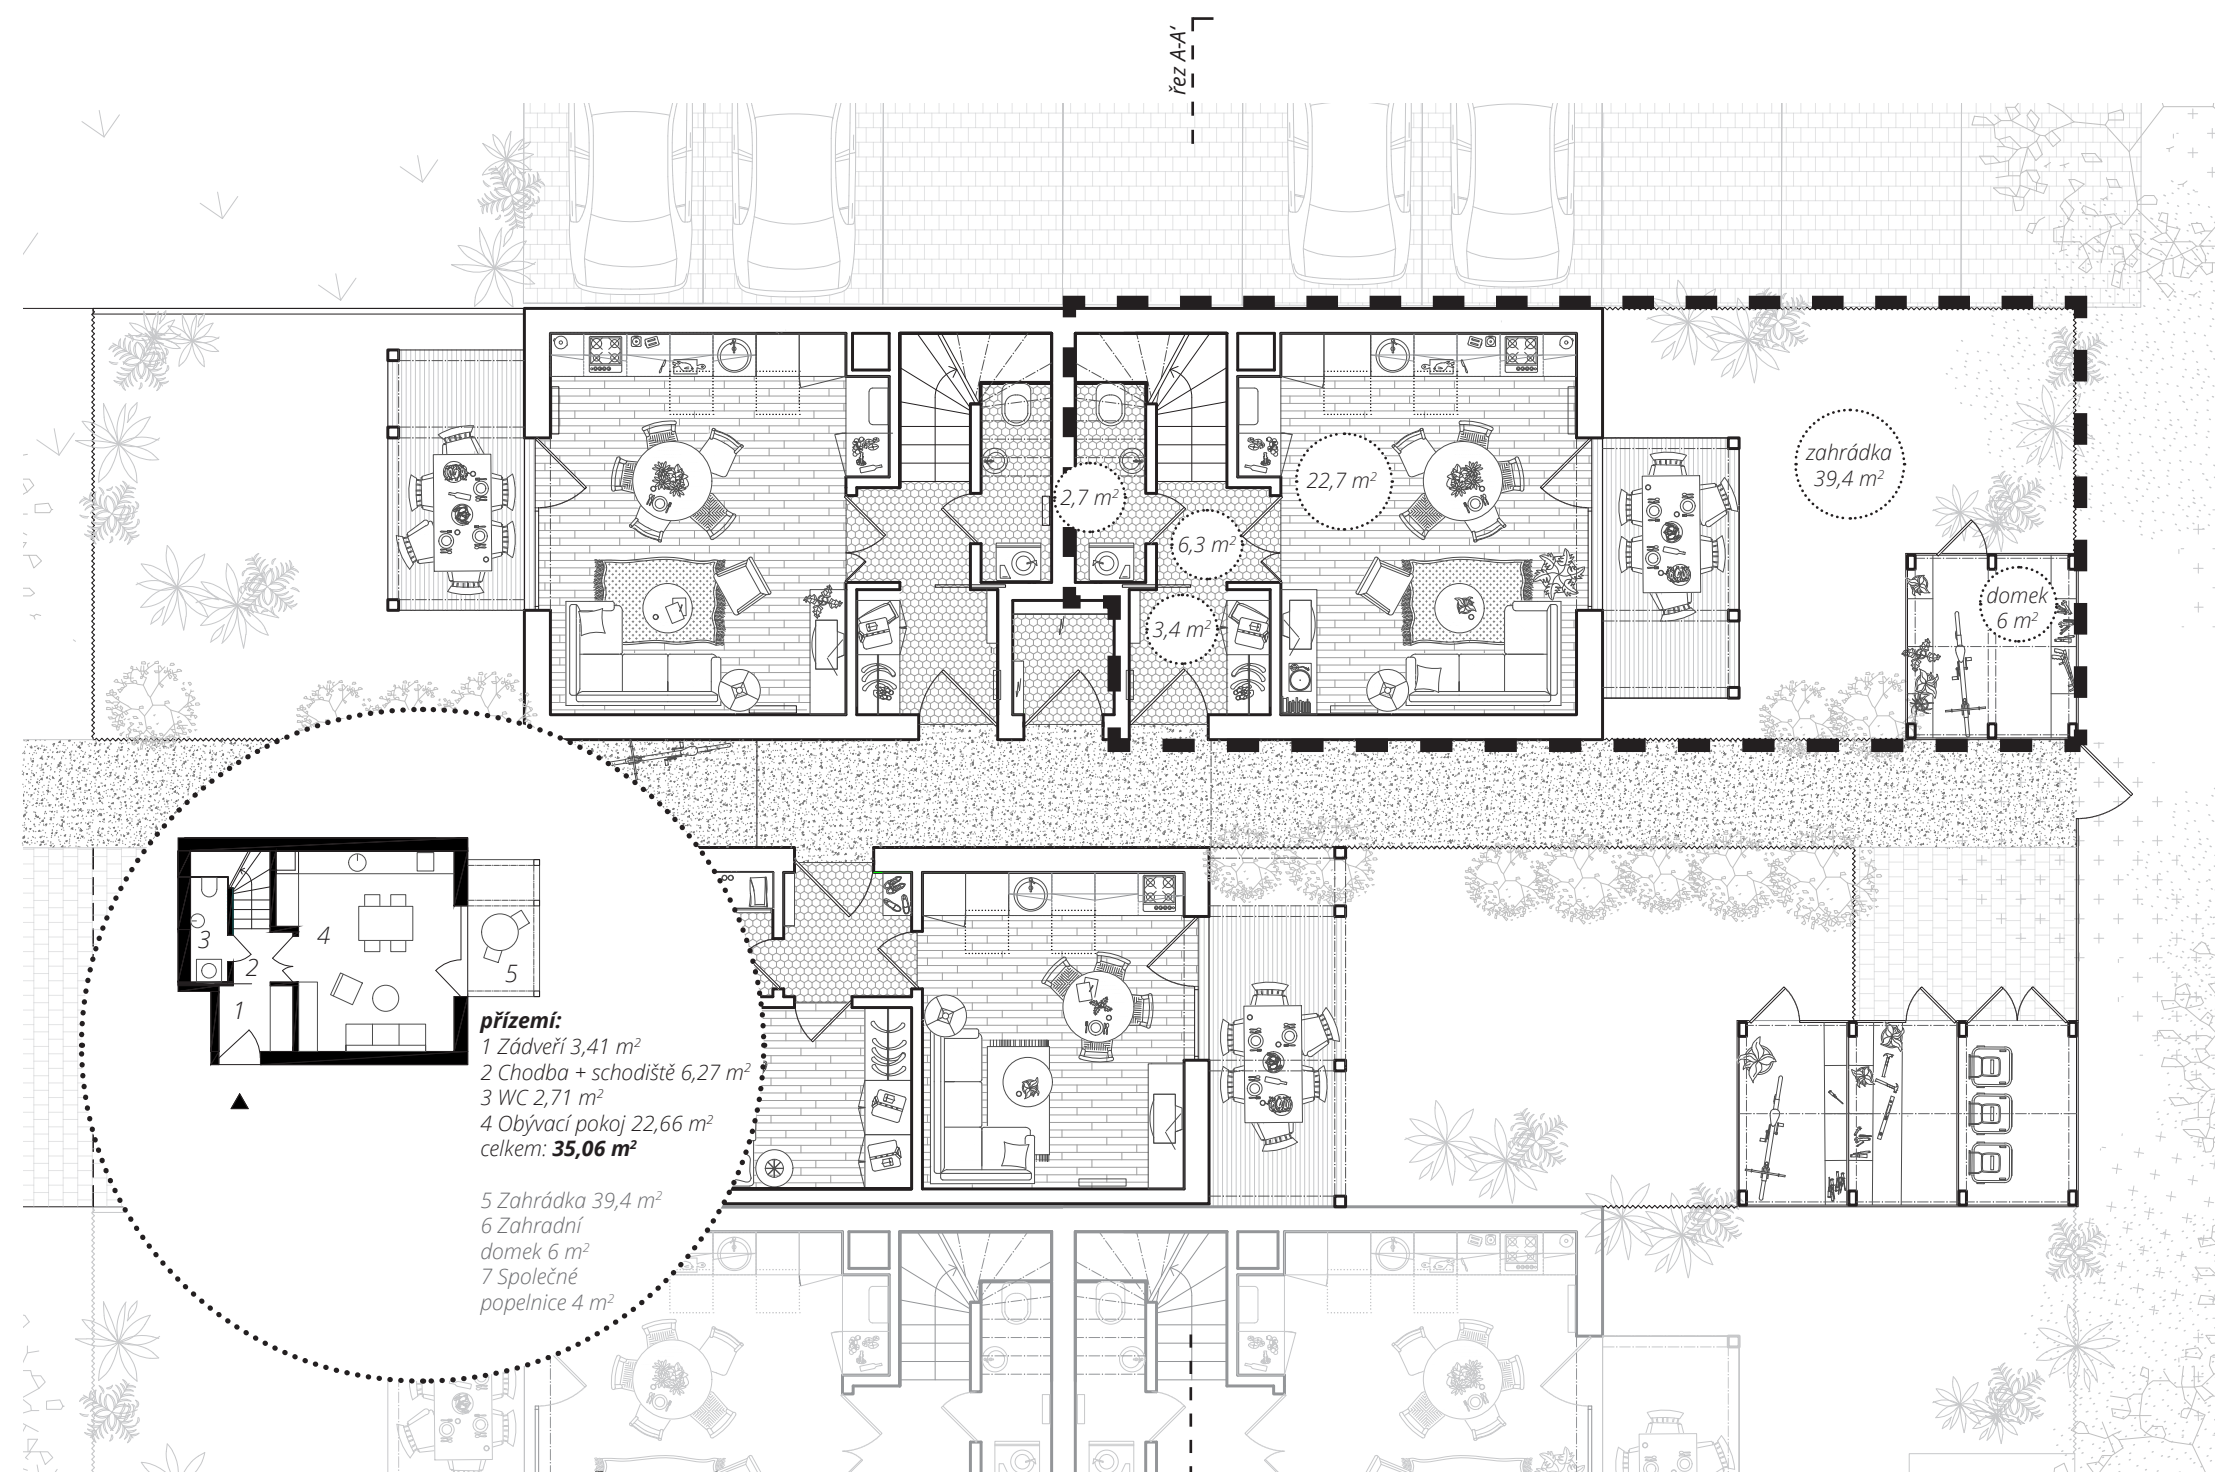 řez A-A'
zahrádka
39,4 m²
22,7 m²
2,7 m²
6,3 m²
3,4 m²
domek
6 m²
3
4
2
5
1
přízemí:
1 Zádveří 3,41 m²
2 Chodba + schodiště 6,27 m²
3 WC 2,71 m²
4 Obývací pokoj 22,66 m²
celkem: 35,06 m²
5 Zahrádka 39,4 m²
6 Zahradní
domek 6 m²
7 Společné
popelnice 4 m²